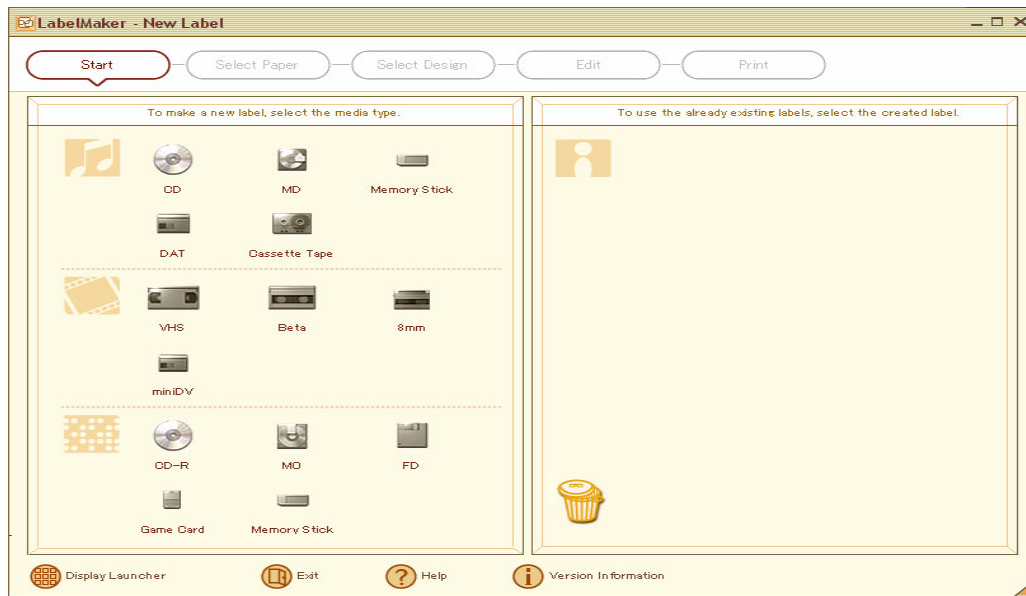 LabelMaker - New Label
Start
Select Paper
Select Design
Edit
Print
To make a new label, select the media type.
CD
MD
Memory Stick
DAT
Cassette Tape
VHS
Beta
8mm
miniDV
CD-R
MO
FD
Game Card
Memory Stick
To use the already existing labels, select the created label.
Display Launcher
Exit
Help
Version Information